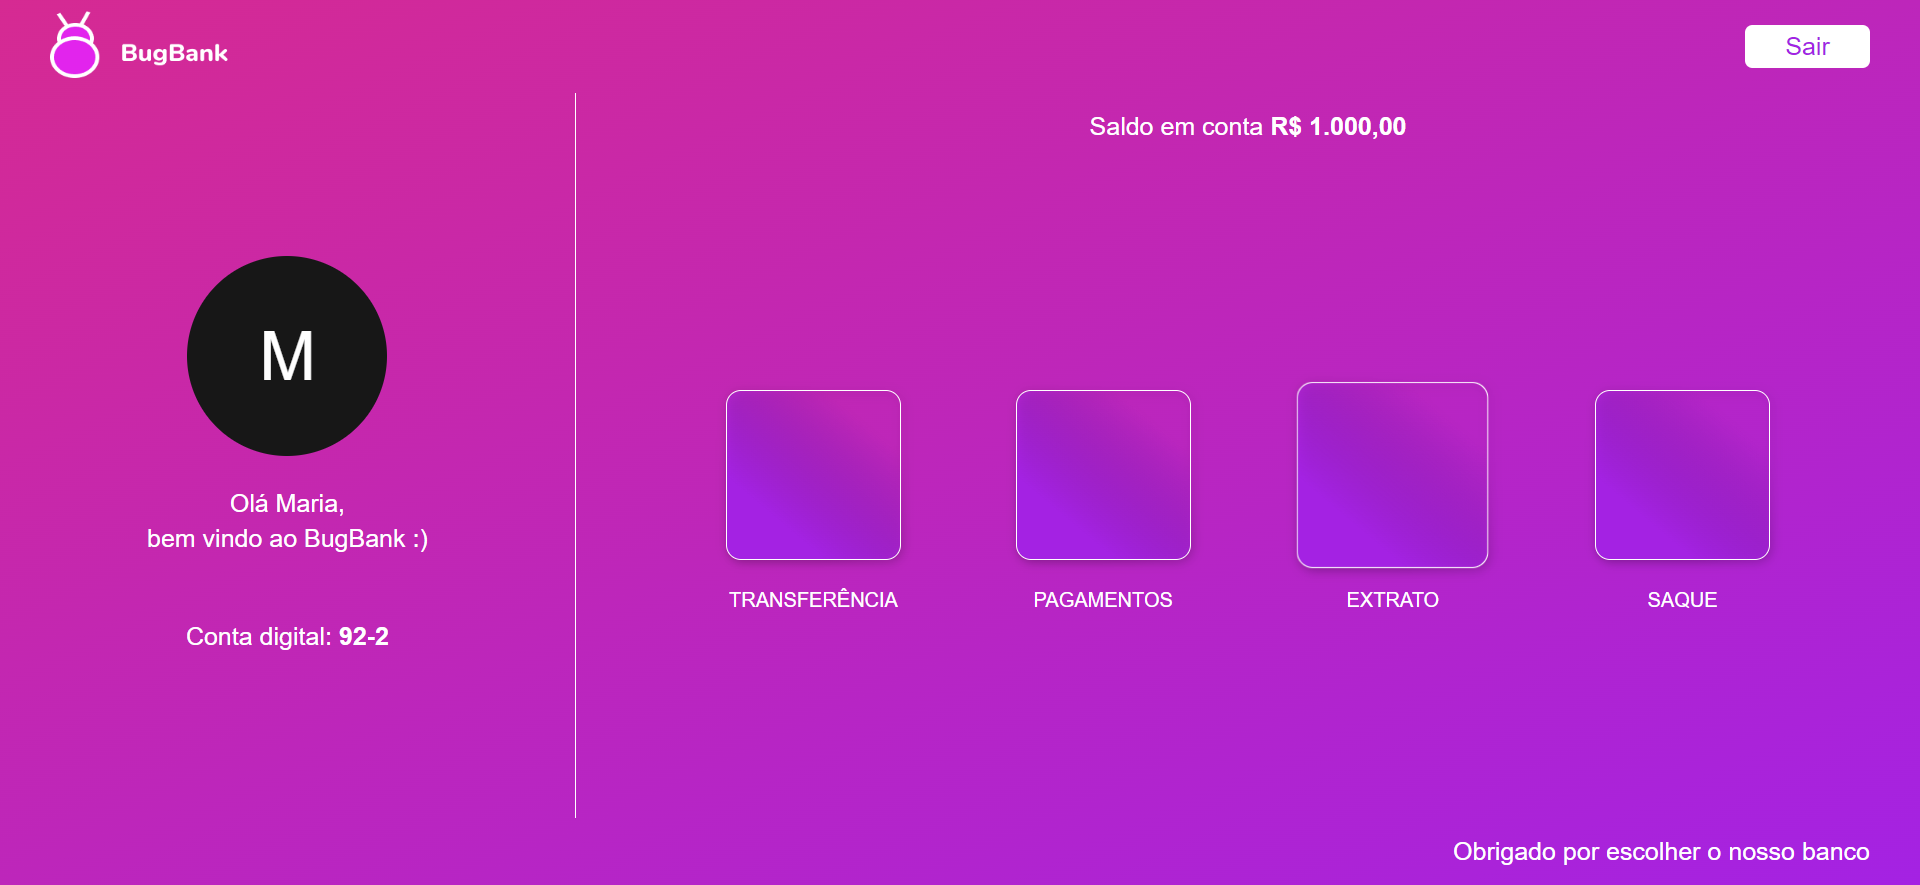 BugBank
Sair
Saldo em conta R$ 1.000,00
M
Olá Maria,
bem vindo ao BugBank :)
Conta digital: 92-2
TRANSFERÊNCIA
PAGAMENTOS
EXTRATO
SAQUE
Obrigado por escolher o nosso banco